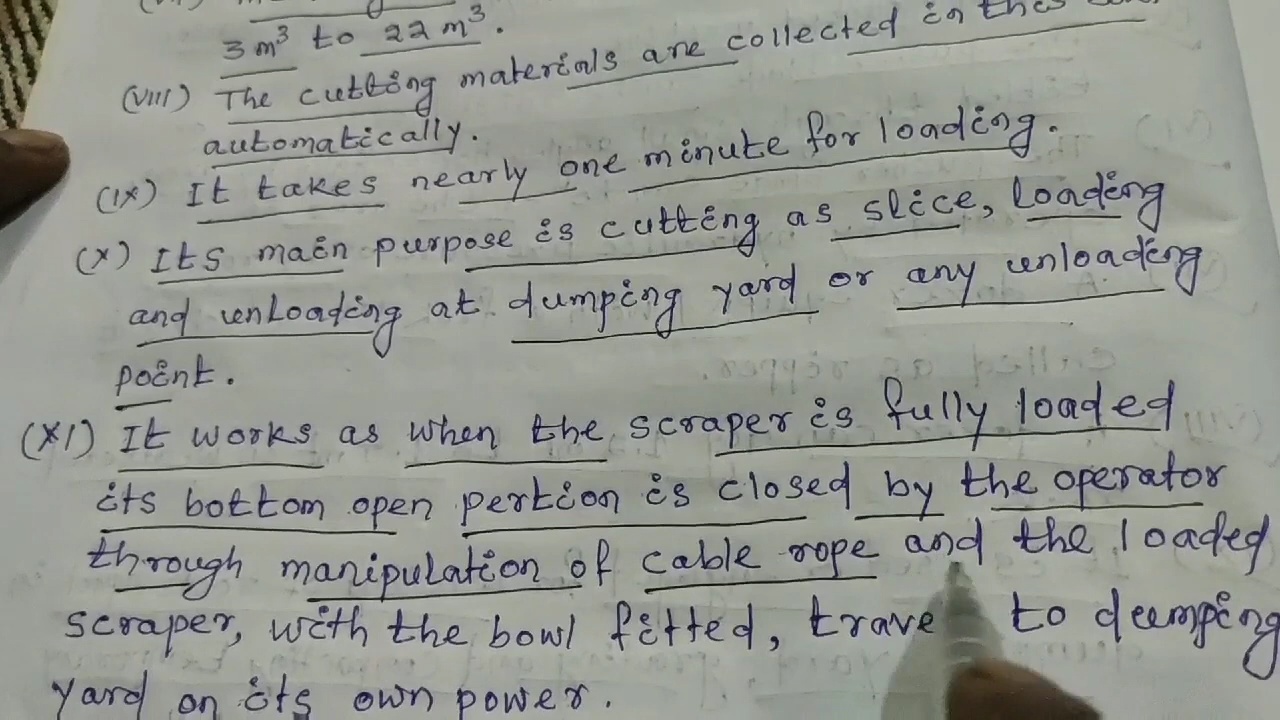 3 m³ to 22 m³.
(VIII) The cutting materials are collected in this
automatically.
(IX) It takes nearly one minute for loading.
(X) Its main purpose is cutting as slice, loading
and unloading at dumping yard or any unloading
point.
(XI) It works as when the scraper is fully loaded
its bottom open pertion is closed by the operator
through manipulation of cable rope and the loaded
scraper, with the bowl fitted, trave to dumping
yard on its own power.